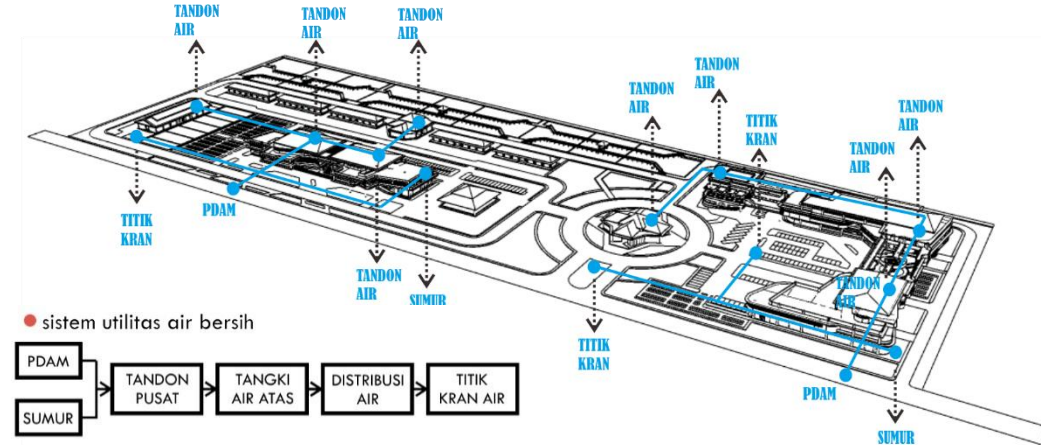 TANDON
AIR
TANDON
AIR
TANDON
AIR
TANDON
AIR
TANDON
AIR
TITIK
KRAN
TANDON
AIR
TANDON
AIR
TITIK
KRAN
PDAM
TANDON
AIR
SUMUR
TANDON
AIR
TITIK
KRAN
PDAM
SUMUR
sistem utilitas air bersih
PDAM
SUMUR
TANDON
PUSAT
TANGKI
AIR ATAS
DISTRIBUSI
AIR
TITIK
KRAN AIR